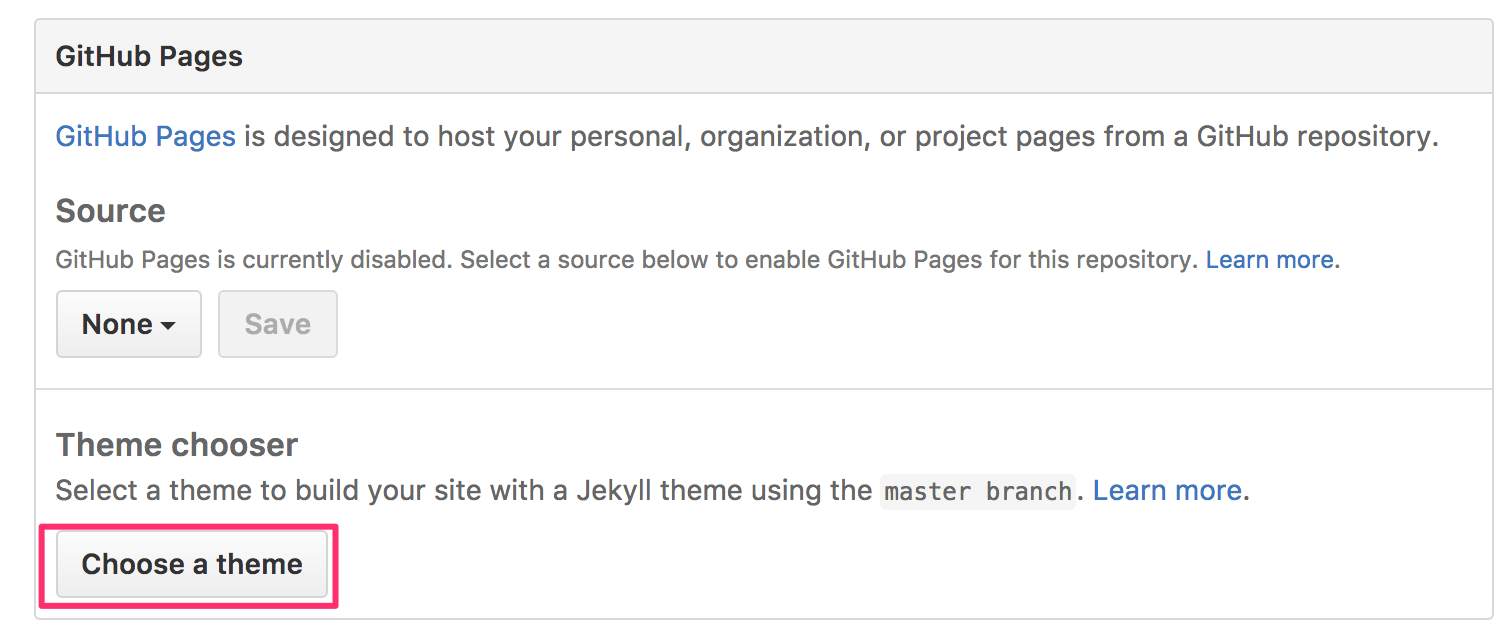 GitHub Pages
GitHub Pages is designed to host your personal, organization, or project pages from a GitHub repository.
Source
GitHub Pages is currently disabled. Select a source below to enable GitHub Pages for this repository. Learn more.
None Save
Theme chooser
Select a theme to build your site with a Jekyll theme using the master branch. Learn more.
Choose a theme